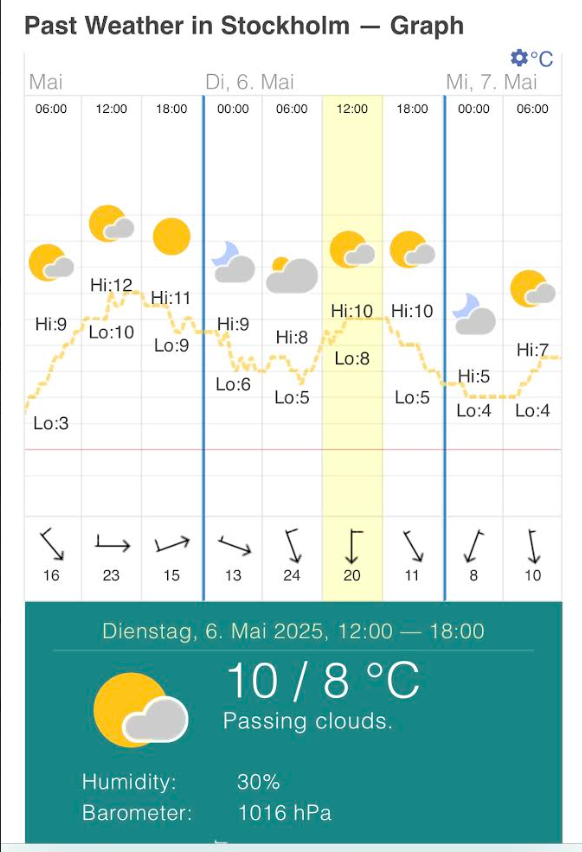 Past Weather in Stockholm — Graph
°C
Mai Di, 6. Mai Mi, 7. Mai
06:00 12:00 18:00 00:00 06:00 12:00 18:00 00:00 06:00
Hi:9 Hi:12 Hi:11 Hi:9 Hi:8 Hi:10 Hi:10 Hi:5 Hi:7
Lo:3 Lo:10 Lo:9 Lo:6 Lo:5 Lo:8 Lo:5 Lo:4 Lo:4
16 23 15 13 24 20 11 8 10
Dienstag, 6. Mai 2025, 12:00 — 18:00
10 / 8 °C
Passing clouds.
Humidity: 30%
Barometer: 1016 hPa